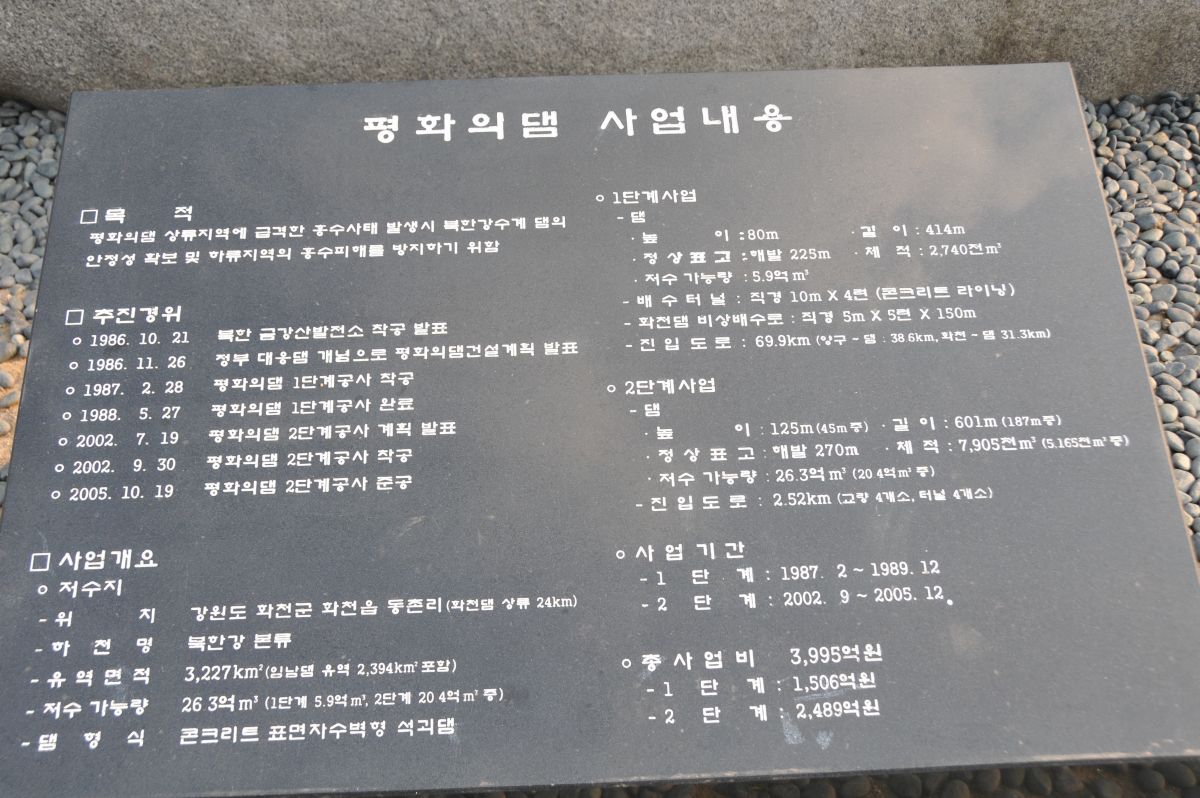 평화의댐 사업내용
□ 목 적
평화의댐 상류지역에 급격한 홍수사태 발생시 북한강수계 댐의
안정성 확보 및 하류지역의 홍수피해를 방지하기 위함
□ 추진경위
○ 1986. 10. 21 북한 금강산발전소 착공 발표
○ 1986. 11. 26 정부 대응댐 개념으로 평화의댐건설계획 발표
○ 1987. 2. 28 평화의댐 1단계공사 착공
○ 1988. 5. 27 평화의댐 1단계공사 완료
○ 2002. 7. 19 평화의댐 2단계공사 계획 발표
○ 2002. 9. 30 평화의댐 2단계공사 착공
○ 2005. 10. 19 평화의댐 2단계공사 준공
□ 사업개요
○ 저수지
- 위 치 강원도 화천군 화천읍 동촌리 (화천댐 상류 24km)
- 하 천 명 북한강 본류
- 유 역 면 적 3,227km² (임남댐 유역 2,394km² 포함)
- 저수 가능량 26 3억m³ (1단계 5.9억m³, 2단계 20 4억m³ 증)
- 댐 형 식 콘크리트 표면차수벽형 석괴댐
○ 1단계사업
- 댐
· 높 이 : 80m · 길 이 : 414m
· 정 상 표 고 : 해발 225m · 체 적 : 2,740천m³
· 저수 가능량 : 5.9억m³
- 배 수 터 널 : 직경 10m X 4련 (콘크리트 라이닝)
- 화천댐 비상배수로 : 직경 5m X 5련 X 150m
- 진 입 도 로 : 69.9km (양구 ~ 댐 : 38.6km, 화천 ~ 댐 31.3km)
○ 2단계사업
- 댐
· 높 이 : 125m (45m 증) · 길 이 : 601m (187m 증)
· 정 상 표 고 : 해발 270m · 체 적 : 7,905천m³ (5.165천m³ 증)
· 저수 가능량 : 26.3억m³ (20 4억m³ 증)
- 진 입 도 로 : 2.52km (교량 4개소, 터널 4개소)
○ 사 업 기 간
- 1 단 계 : 1987. 2 ~ 1989. 12
- 2 단 계 : 2002. 9 ~ 2005. 12.
○ 총 사 업 비 3,995억원
- 1 단 계 : 1,506억원
- 2 단 계 : 2,489억원